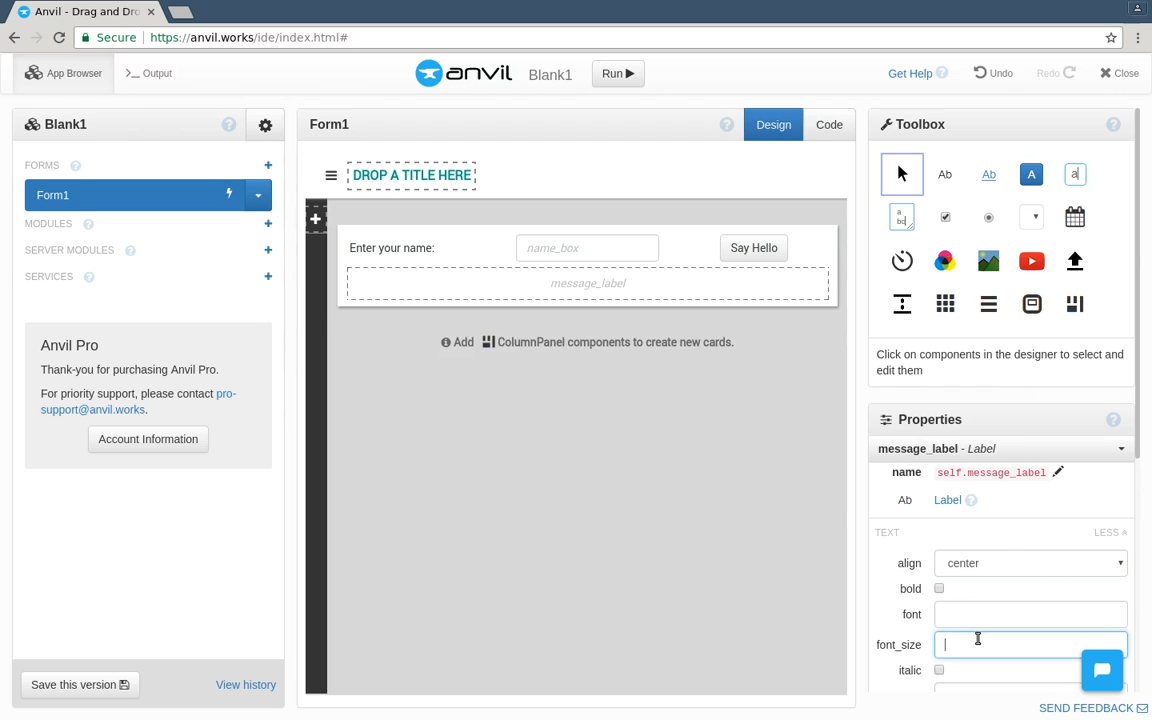 Anvil - Drag and Dro
Secure
https://anvil.works/ide/index.html#
App Browser
Output
anvil
Blank1
Run
Get Help
Undo
Redo
Close
Blank1
FORMS
Form1
MODULES
SERVER MODULES
SERVICES
Anvil Pro
Thank-you for purchasing Anvil Pro.
For priority support, please contact pro-
support@anvil.works.
Account Information
Save this version
View history
Form1
Design
Code
DROP A TITLE HERE
Enter your name:
name_box
Say Hello
message_label
Add ColumnPanel components to create new cards.
Toolbox
Ab
Ab
A
a
a
bc
Click on components in the designer to select and
edit them
Properties
message_label - Label
name self.message_label
Ab Label
TEXT
LESS
align center
bold
font
font_size
italic
SEND FEEDBACK